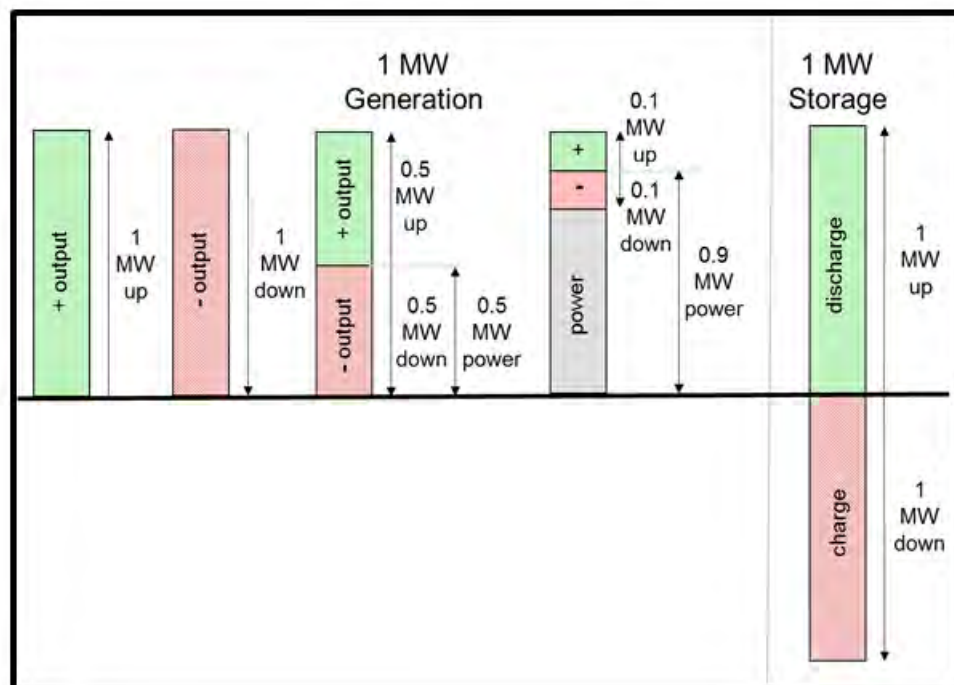 1 MW
Generation
1 MW
Storage
+ output
1
MW
up
- output
1
MW
down
+ output
- output
0.5
MW
up
0.5
MW
down
0.5
MW
power
+
-
power
0.1
MW
up
0.1
MW
down
0.9
MW
power
discharge
charge
1
MW
up
1
MW
down